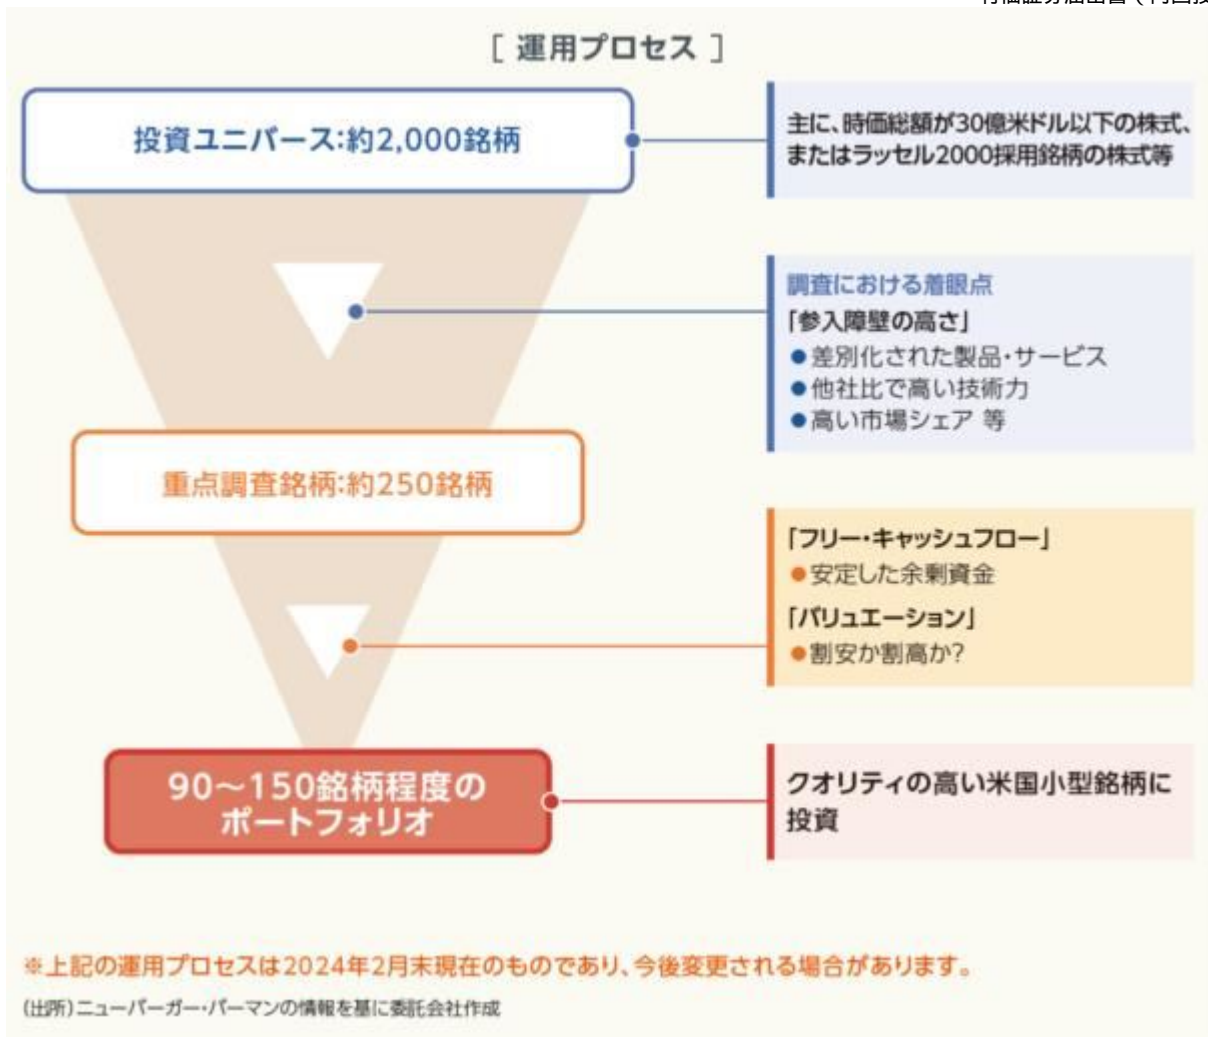 [ 運用プロセス ]
投資ユニバース:約2,000銘柄
主に、時価総額が30億米ドル以下の株式、
またはラッセル2000採用銘柄の株式等
調査における着眼点
「参入障壁の高さ」
●差別化された製品・サービス
●他社比で高い技術力
●高い市場シェア 等
重点調査銘柄:約250銘柄
「フリー・キャッシュフロー」
●安定した余剰資金
「バリュエーション」
●割安か割高か?
90〜150銘柄程度の
ポートフォリオ
クオリティの高い米国小型銘柄に
投資
※上記の運用プロセスは2024年2月末現在のものであり、今後変更される場合があります。
(出所)ニューバーガー・バーマンの情報を基に委託会社作成